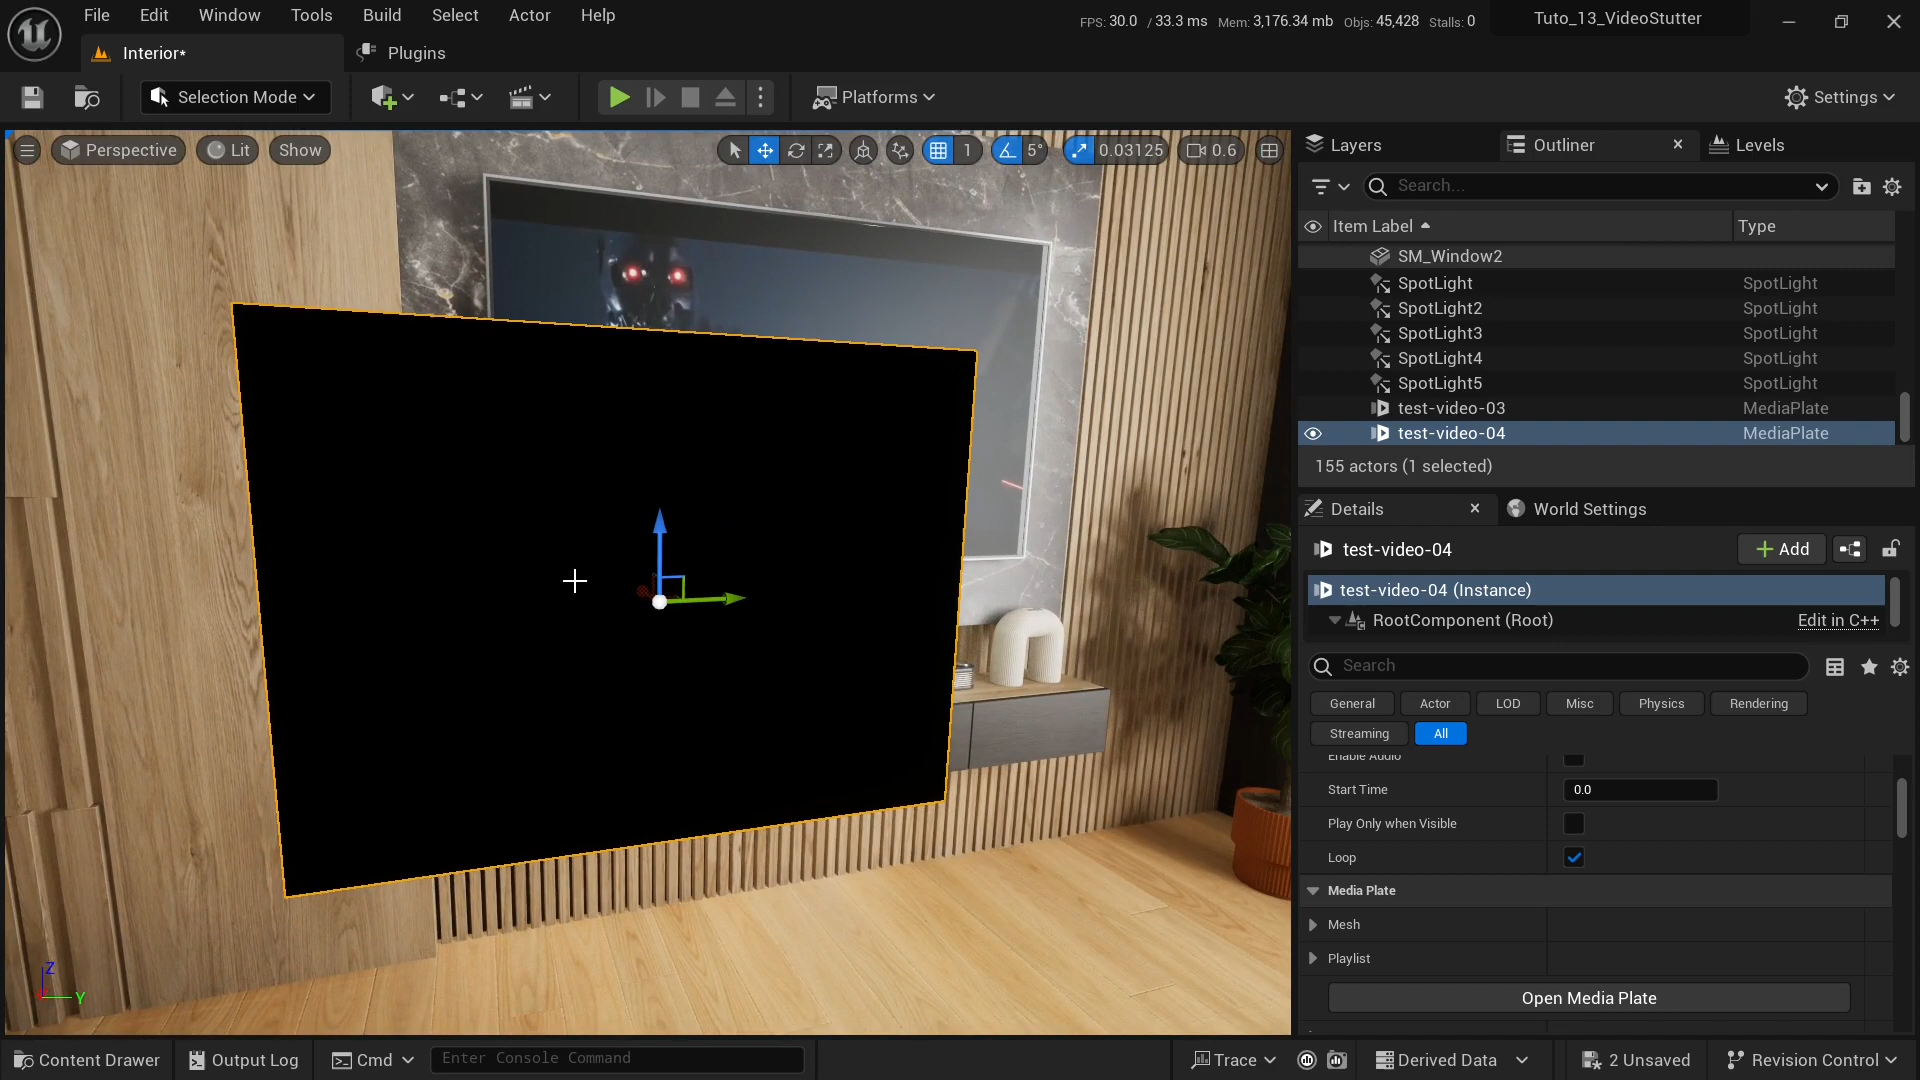 File Edit Window Tools Build Select Actor Help
FPS: 30.0 / 33.3 ms Mem: 3,176.34 mb Objs: 45,428 Stalls: 0
Tuto_13_VideoStutter
Interior*
Plugins
Selection Mode
Platforms
Settings
Perspective
Lit
Show
1
5°
0.03125
0.6
Layers
Outliner
Levels
Search...
Item Label
Type
SM_Window2
SpotLight SpotLight
SpotLight2 SpotLight
SpotLight3 SpotLight
SpotLight4 SpotLight
SpotLight5 SpotLight
test-video-03 MediaPlate
test-video-04 MediaPlate
155 actors (1 selected)
Details
World Settings
test-video-04
Add
test-video-04 (Instance)
RootComponent (Root)
Edit in C++
Search
General Actor LOD Misc Physics Rendering
Streaming All
Enable Audio
Start Time 0.0
Play Only when Visible
Loop
Media Plate
Mesh
Playlist
Open Media Plate
Z
Y
Content Drawer
Output Log
Cmd
Enter Console Command
Trace
Derived Data
2 Unsaved
Revision Control